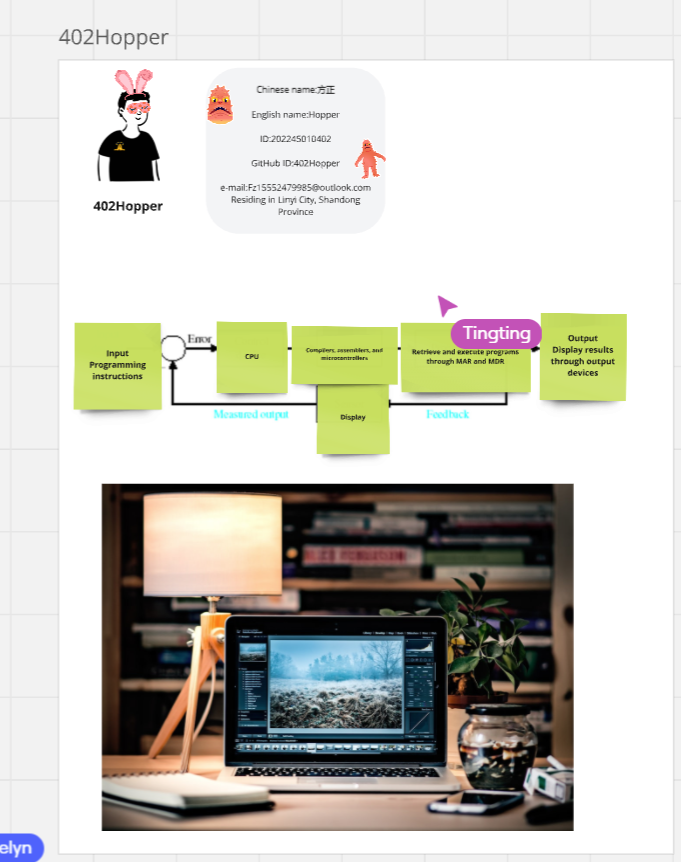 402Hopper
Chinese name:方正
English name:Hopper
ID:202245010402
GitHub ID:402Hopper
e-mail:Fz15552479985@outlook.com
Residing in Linyi City, Shandong
Province
402Hopper
Tingting
Input
Programming
instructions
Error
CPU
Compilers, assemblers, and
microcontrollers
Retrieve and execute programs
through MAR and MDR
Output
Display results
through output
devices
Measured output
Display
Feedback
elyn